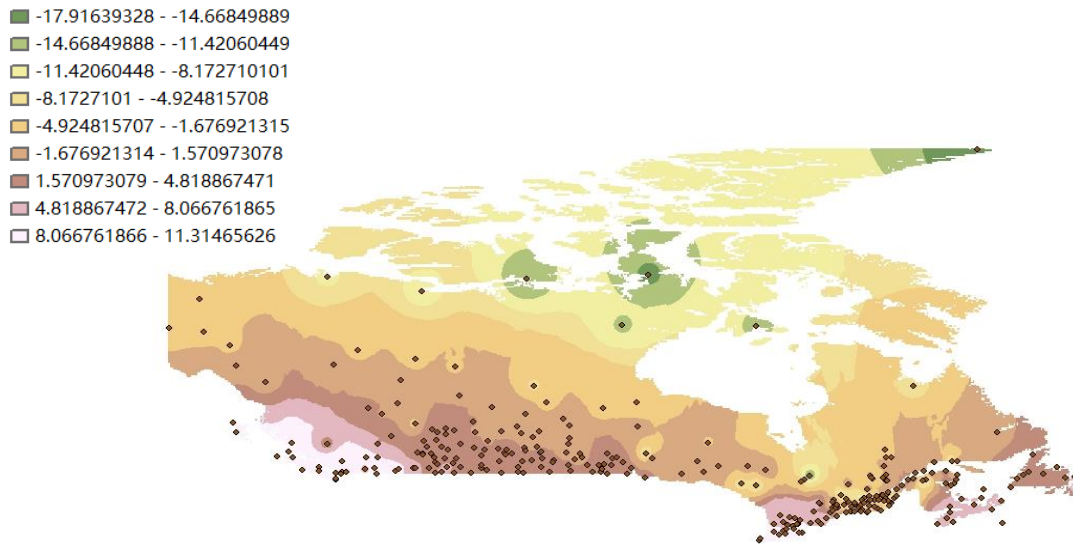 -17.91639328 - -14.66849889
-14.66849888 - -11.42060449
-11.42060448 - -8.172710101
-8.1727101 - -4.924815708
-4.924815707 - -1.676921315
-1.676921314 - 1.570973078
1.570973079 - 4.818867471
4.818867472 - 8.066761865
8.066761866 - 11.31465626